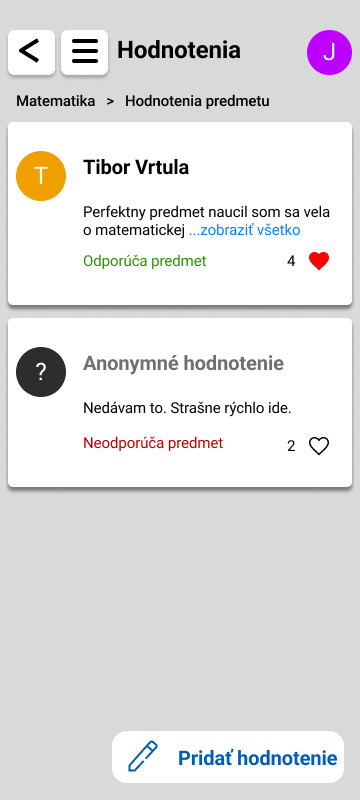 Hodnotenia
J
Matematika > Hodnotenia predmetu
T
Tibor Vrtula
Perfektny predmet naucil som sa vela
o matematickej ...zobraziť všetko
Odporúča predmet 4
?
Anonymné hodnotenie
Nedávam to. Strašne rýchlo ide.
Neodporúča predmet 2
Pridať hodnotenie